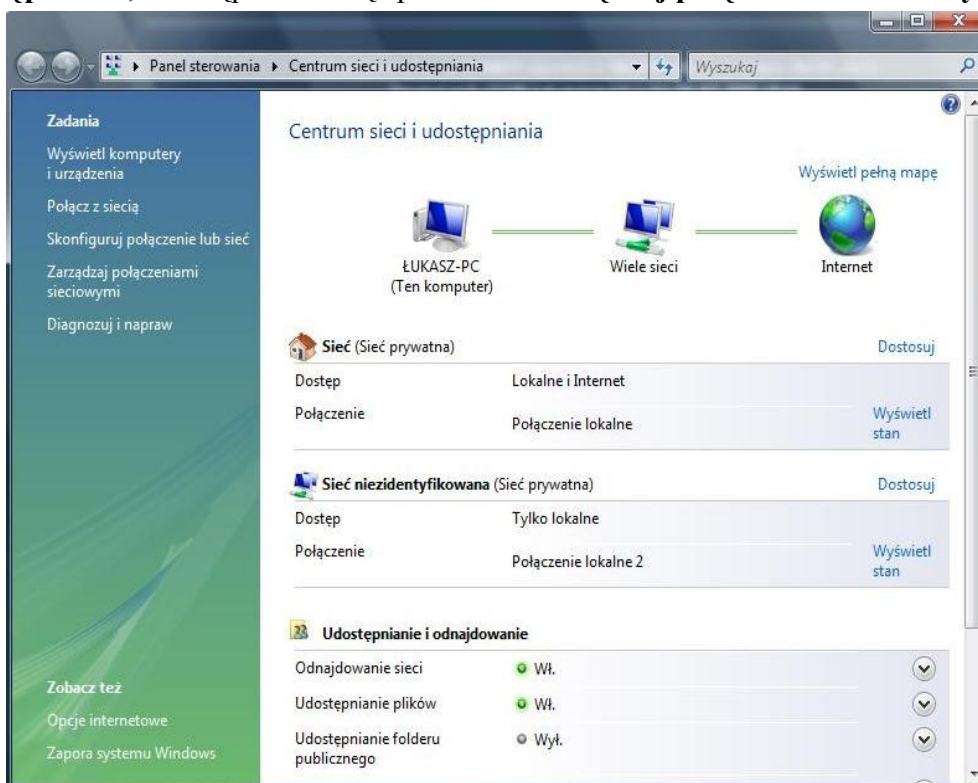 Panel sterowania ▸ Centrum sieci i udostępniania
Wyszukaj
Zadania
Wyświetl komputery
i urządzenia
Połącz z siecią
Skonfiguruj połączenie lub sieć
Zarządzaj połączeniami
sieciowymi
Diagnozuj i napraw
Zobacz też
Opcje internetowe
Zapora systemu Windows
Centrum sieci i udostępniania
Wyświetl pełną mapę
ŁUKASZ-PC
(Ten komputer)
Wiele sieci
Internet
Sieć (Sieć prywatna)
Dostosuj
Dostęp
Lokalne i Internet
Połączenie
Połączenie lokalne
Wyświetl
stan
Sieć niezidentyfikowana (Sieć prywatna)
Dostosuj
Dostęp
Tylko lokalne
Połączenie
Połączenie lokalne 2
Wyświetl
stan
Udostępnianie i odnajdowanie
Odnajdowanie sieci
Wł.
Udostępnianie plików
Wł.
Udostępnianie folderu
publicznego
Wył.